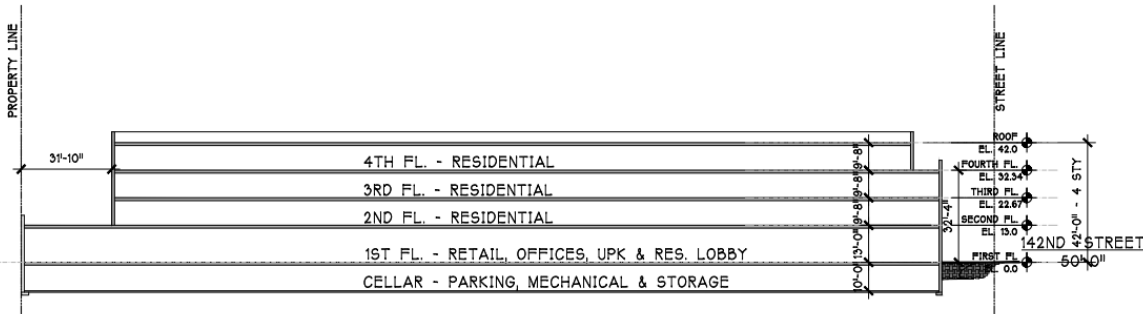 PROPERTY LINE
STREET LINE
31'-10"
4TH FL. - RESIDENTIAL
3RD FL. - RESIDENTIAL
2ND FL. - RESIDENTIAL
1ST FL. - RETAIL, OFFICES, UPK & RES. LOBBY
CELLAR - PARKING, MECHANICAL & STORAGE
9'-8"
9'-8"
9'-8"
13'-0"
10'-0"
32'-4"
ROOF
EL. 42.0
FOURTH FL.
EL. 32.34
THIRD FL.
EL. 22.67
SECOND FL.
EL. 13.0
FIRST FL.
EL. 0.0
42'-0" - 4 STY
142ND STREET
50'-0"